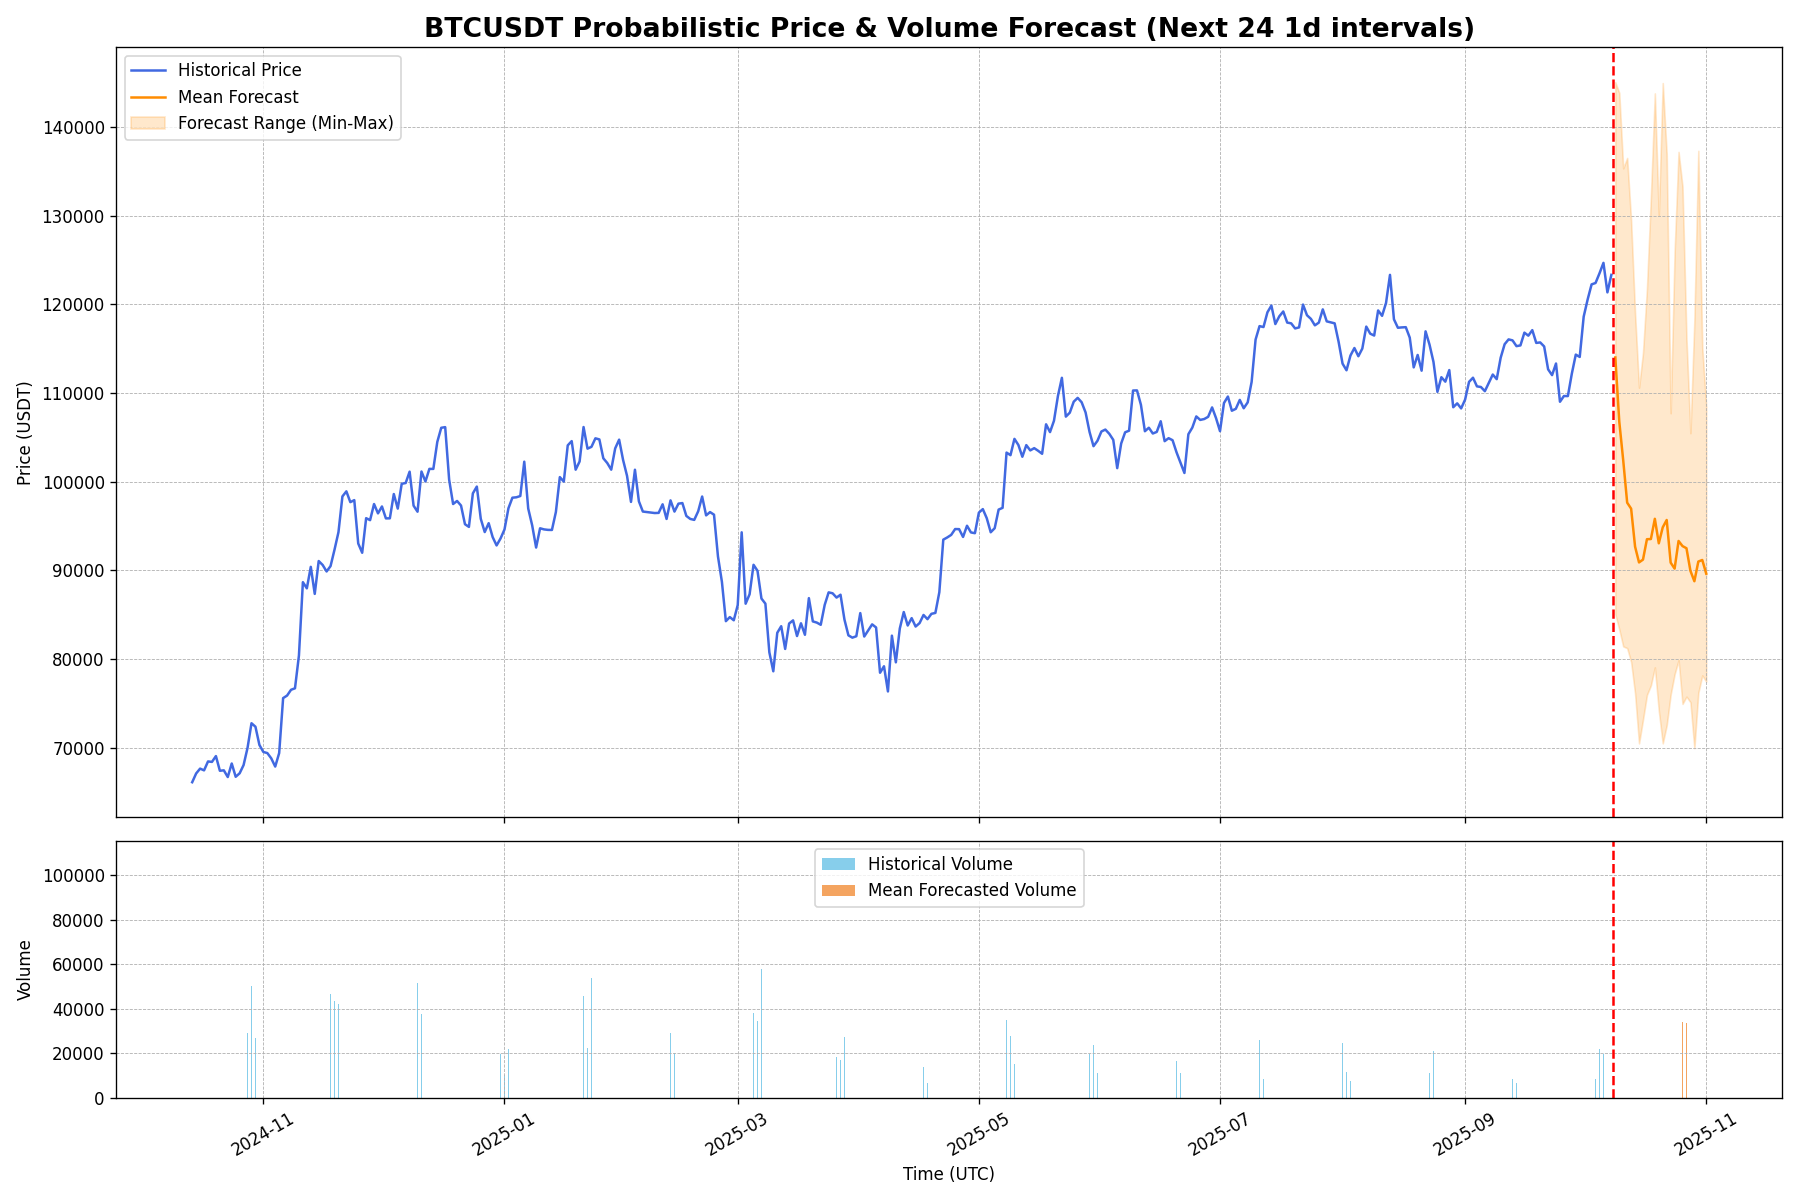 BTCUSDT Probabilistic Price & Volume Forecast (Next 24 1d intervals)
Historical Price
Mean Forecast
Forecast Range (Min-Max)
Price (USDT)
140000
130000
120000
110000
100000
90000
80000
70000
Historical Volume
Mean Forecasted Volume
Volume
100000
80000
60000
40000
20000
0
2024-11
2025-01
2025-03
2025-05
2025-07
2025-09
2025-11
Time (UTC)